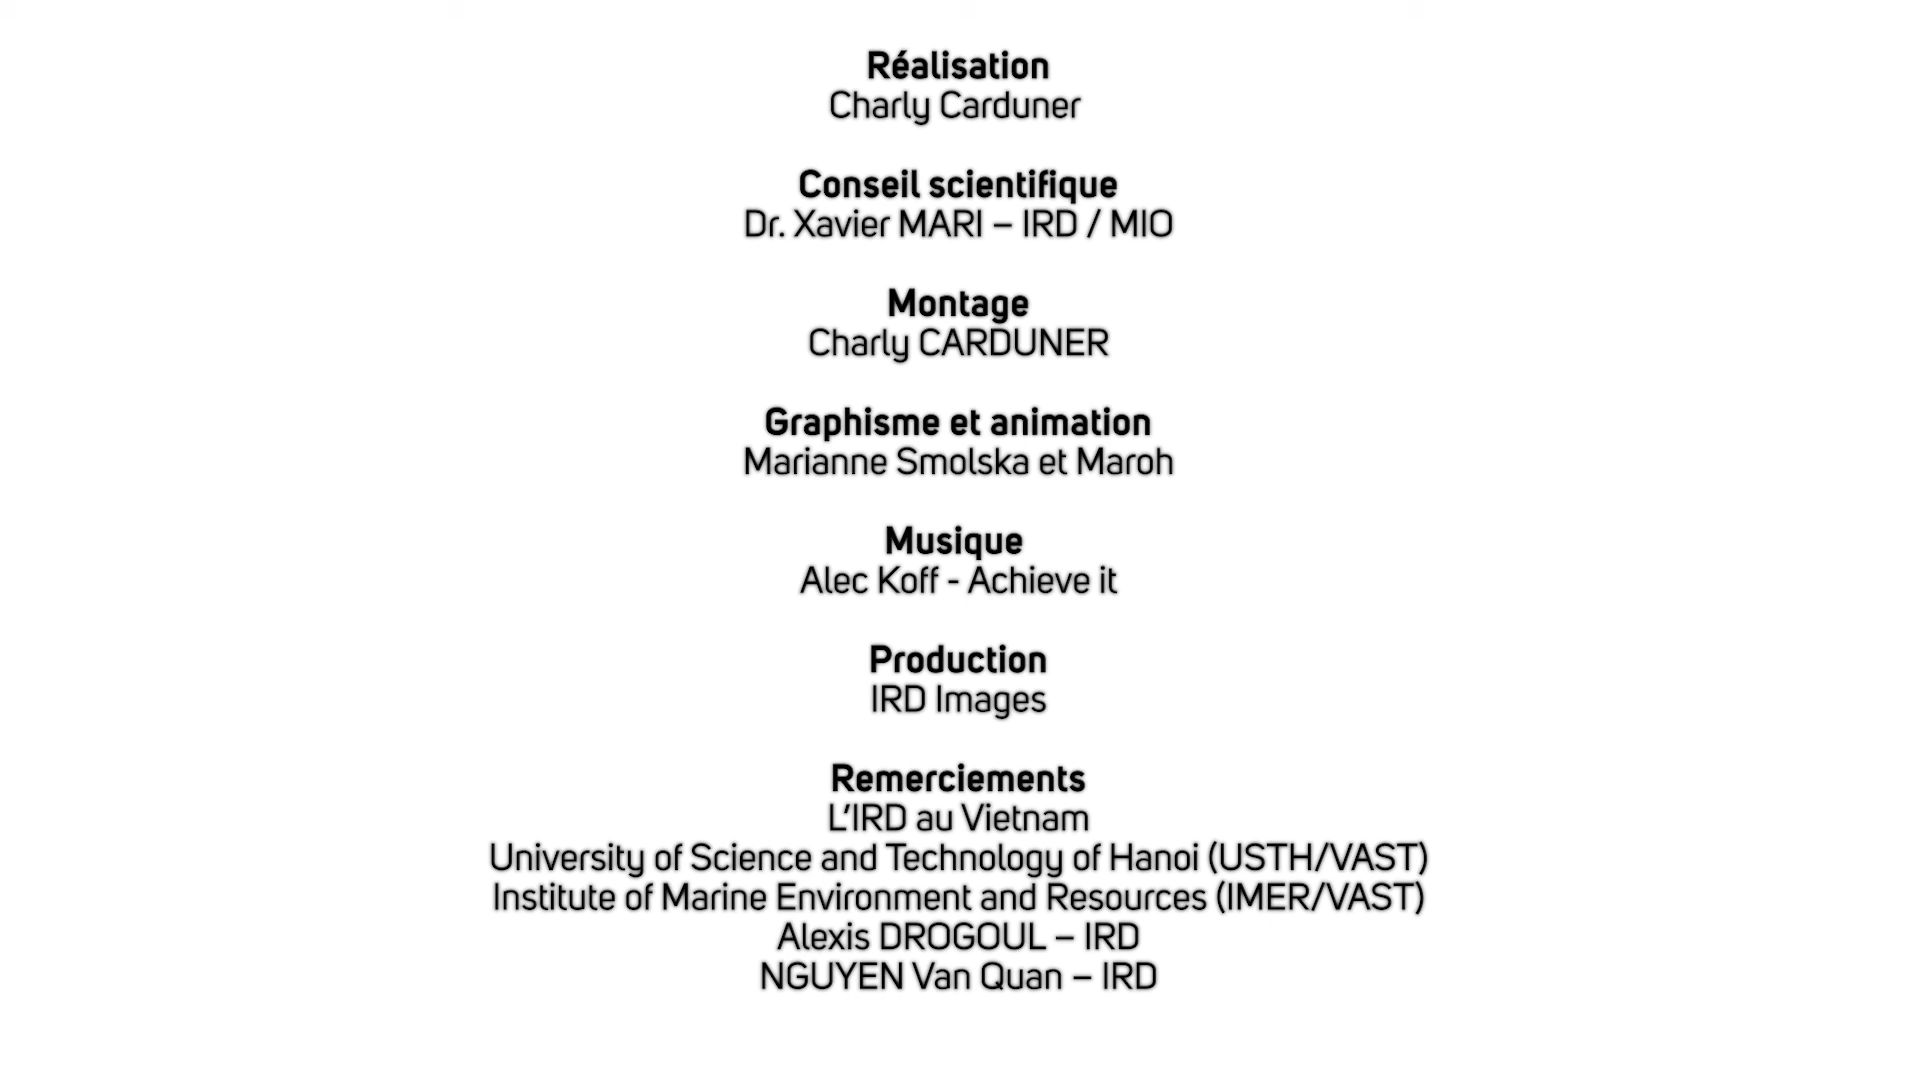 Réalisation
Charly Carduner
Conseil scientifique
Dr. Xavier MARI – IRD / MIO
Montage
Charly CARDUNER
Graphisme et animation
Marianne Smolska et Maroh
Musique
Alec Koff - Achieve it
Production
IRD Images
Remerciements
L’IRD au Vietnam
University of Science and Technology of Hanoi (USTH/VAST)
Institute of Marine Environment and Resources (IMER/VAST)
Alexis DROGOUL – IRD
NGUYEN Van Quan – IRD